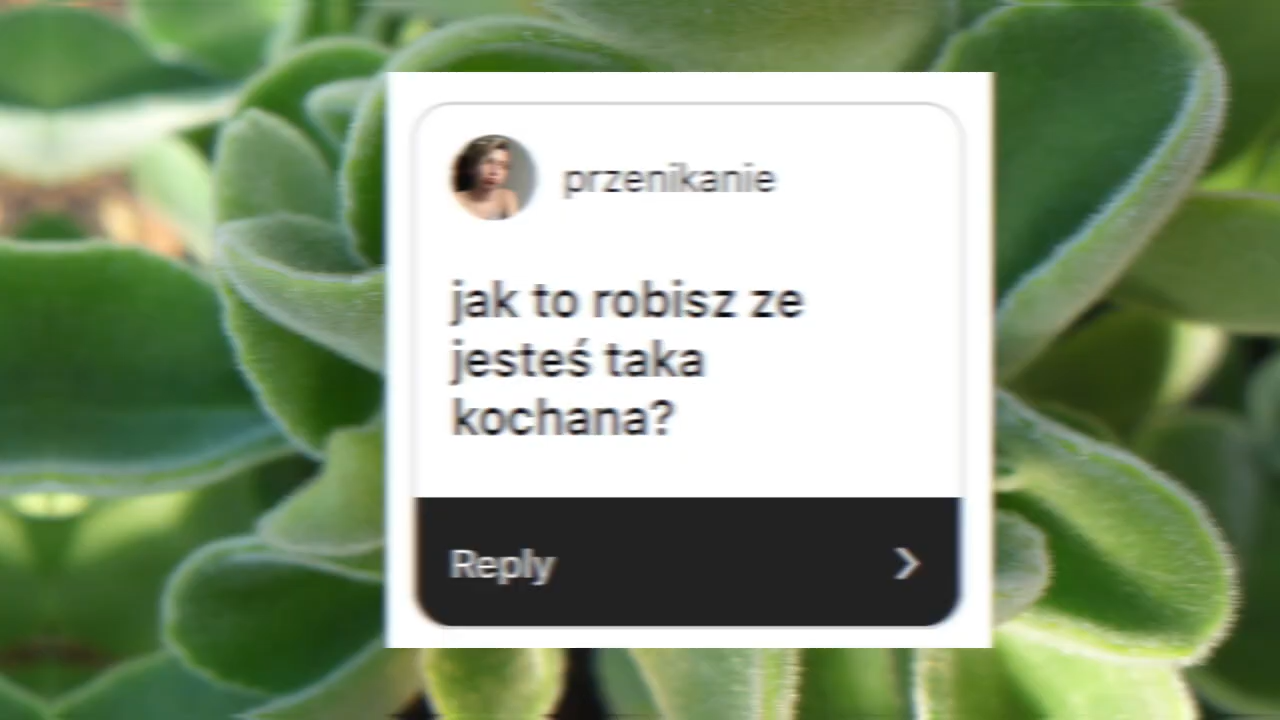 przenikanie
jak to robisz ze
jesteś taka
kochana?
Reply